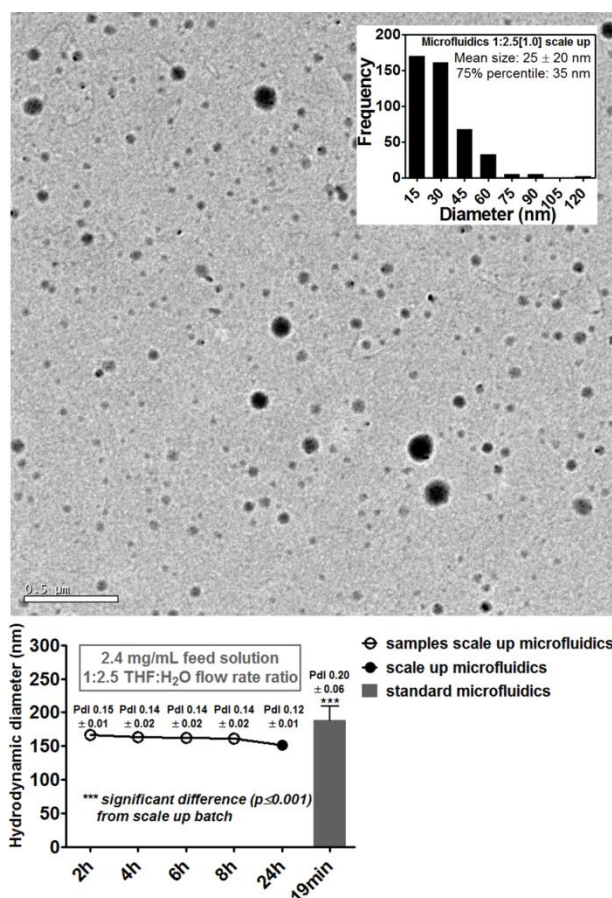 Microfluidics 1:2.5[1.0] scale up
Mean size: 25 ± 20 nm
75% percentile: 35 nm
200
150
100
50
0
Frequency
15
30
45
60
75
90
105
120
Diameter (nm)
0.5 µm
Hydrodynamic diameter (nm)
300
250
200
150
100
50
0
2.4 mg/mL feed solution
1:2.5 THF:H₂O flow rate ratio
PdI 0.15
± 0.01
PdI 0.14
± 0.02
PdI 0.14
± 0.02
PdI 0.14
± 0.02
PdI 0.12
± 0.01
PdI 0.20
± 0.06
***
*** significant difference (p≤0.001)
from scale up batch
2h
4h
6h
8h
24h
19min
samples scale up microfluidics
scale up microfluidics
standard microfluidics